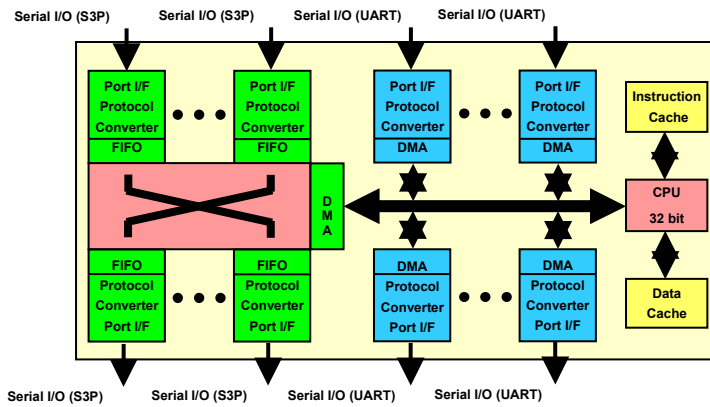 Serial I/O (S3P)
Serial I/O (S3P)
Serial I/O (UART)
Serial I/O (UART)
Port I/F
Protocol
Converter
FIFO
Port I/F
Protocol
Converter
FIFO
Port I/F
Protocol
Converter
DMA
Port I/F
Protocol
Converter
DMA
Instruction
Cache
D
M
A
CPU
32 bit
FIFO
Protocol
Converter
Port I/F
FIFO
Protocol
Converter
Port I/F
DMA
Protocol
Converter
Port I/F
DMA
Protocol
Converter
Port I/F
Data
Cache
Serial I/O (S3P)
Serial I/O (S3P)
Serial I/O (UART)
Serial I/O (UART)